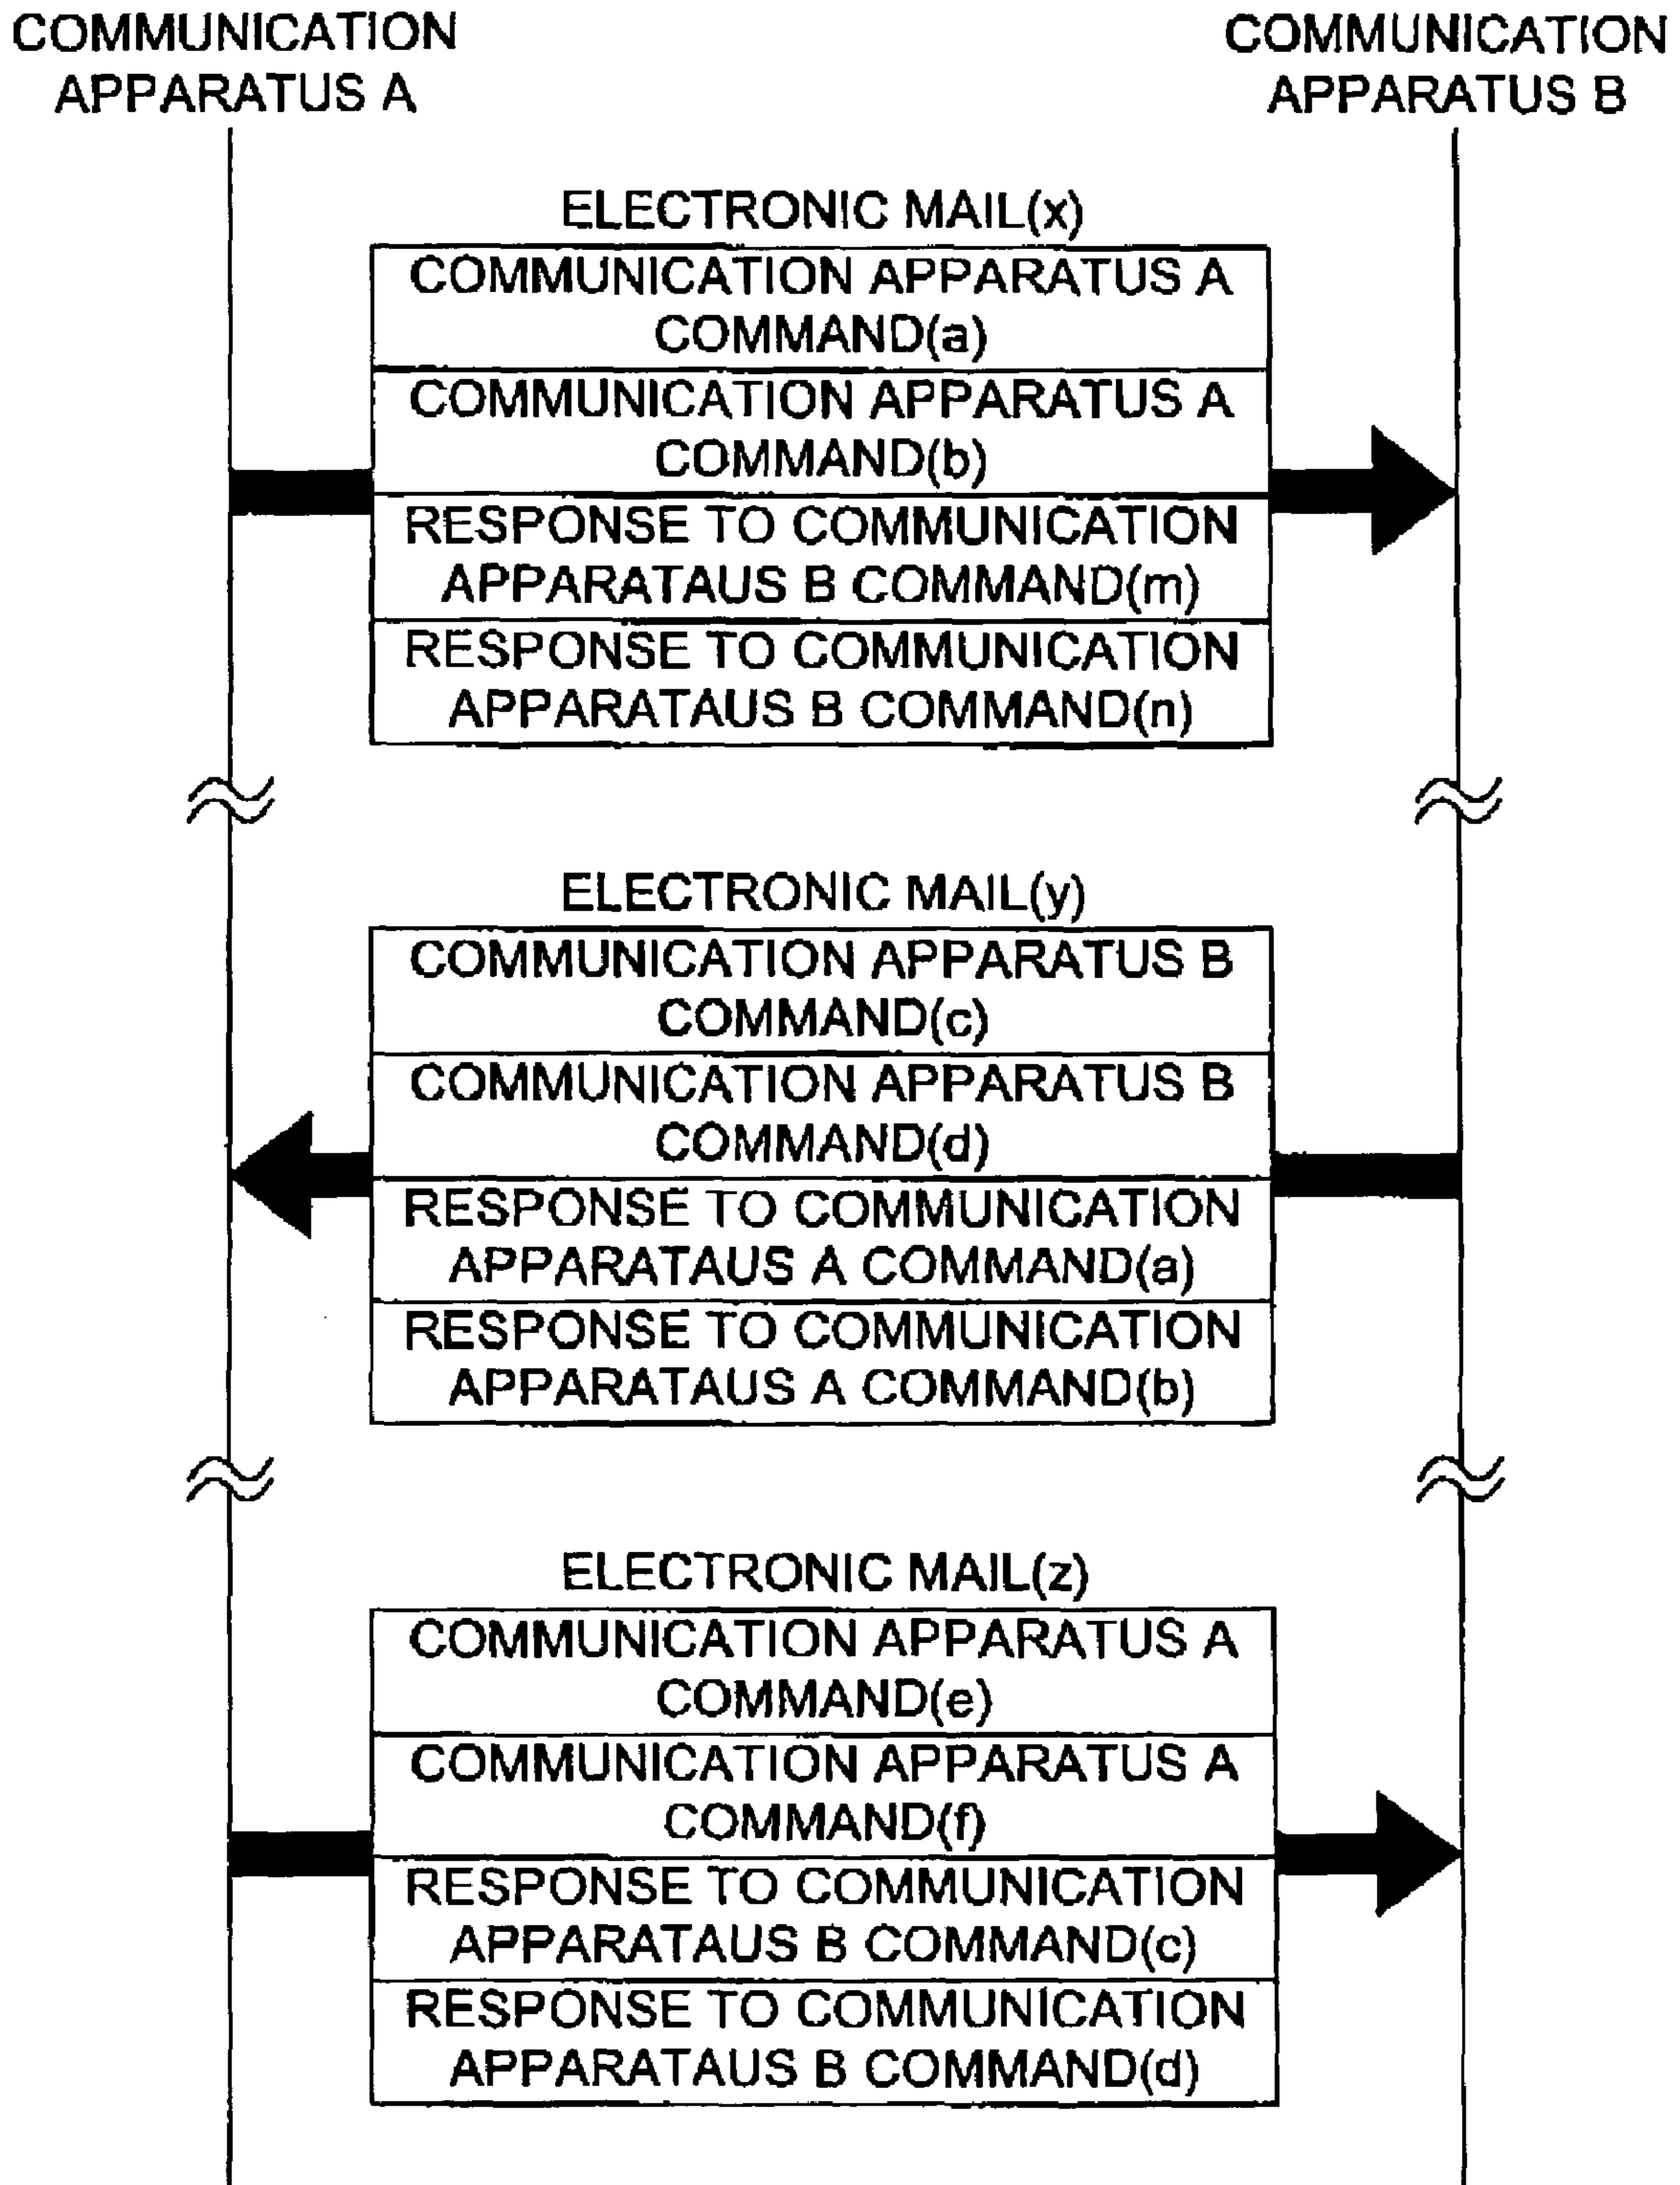 COMMUNICATION
APPARATUS A
COMMUNICATION
APPARATUS B
ELECTRONIC MAIL(x)
COMMUNICATION APPARATUS A
COMMAND(a)
COMMUNICATION APPARATUS A
COMMAND(b)
RESPONSE TO COMMUNICATION
APPARATAUS B COMMAND(m)
RESPONSE TO COMMUNICATION
APPARATAUS B COMMAND(n)
ELECTRONIC MAIL(y)
COMMUNICATION APPARATUS B
COMMAND(c)
COMMUNICATION APPARATUS B
COMMAND(d)
RESPONSE TO COMMUNICATION
APPARATAUS A COMMAND(a)
RESPONSE TO COMMUNICATION
APPARATAUS A COMMAND(b)
ELECTRONIC MAIL(z)
COMMUNICATION APPARATUS A
COMMAND(e)
COMMUNICATION APPARATUS A
COMMAND(f)
RESPONSE TO COMMUNICATION
APPARATAUS B COMMAND(c)
RESPONSE TO COMMUNICATION
APPARATAUS B COMMAND(d)